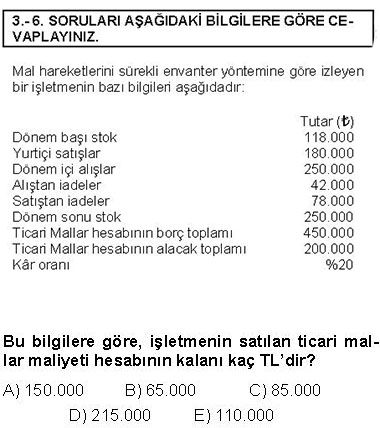 3.-6. SORULARI AŞAĞIDAKİ BİLGİLERE GÖRE CE-
VAPLAYINIZ.
Mal hareketlerini sürekli envanter yöntemine göre izleyen
bir işletmenin bazı bilgileri aşağıdadır:
Tutar (₺)
Dönem başı stok 118.000
Yurtiçi satışlar 180.000
Dönem içi alışlar 250.000
Alıştan iadeler 42.000
Satıştan iadeler 78.000
Dönem sonu stok 250.000
Ticari Mallar hesabının borç toplamı 450.000
Ticari Mallar hesabının alacak toplamı 200.000
Kâr oranı %20
Bu bilgilere göre, işletmenin satılan ticari mal-
lar maliyeti hesabının kalanı kaç TL’dir?
A) 150.000 B) 65.000 C) 85.000
D) 215.000 E) 110.000